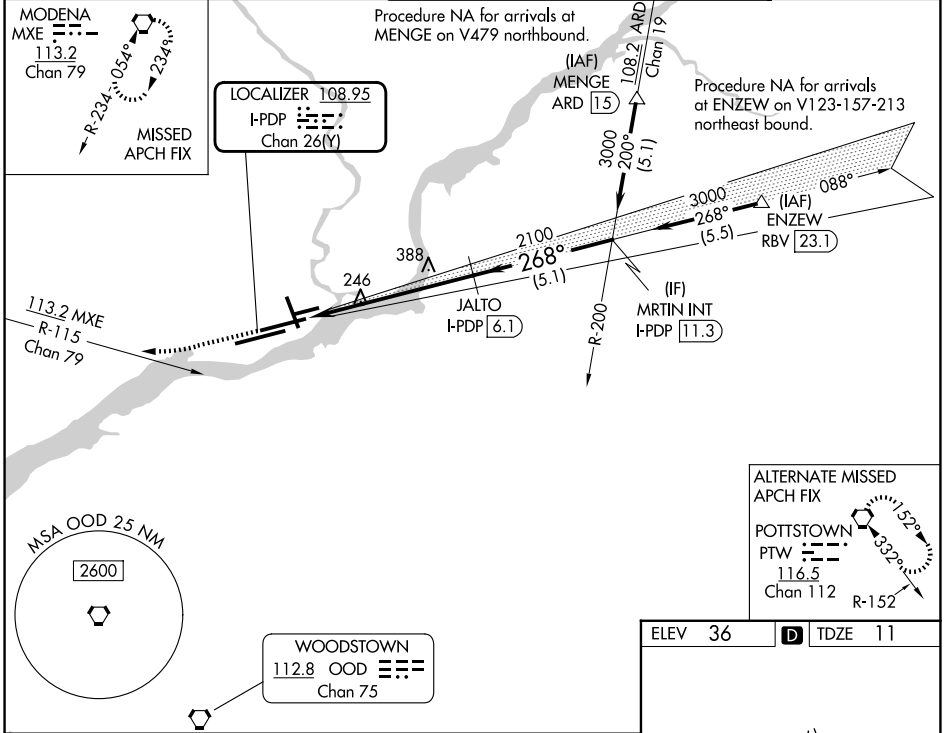 MODENA
MXE
113.2
Chan 79
R-234
054°
234°
MISSED
APCH FIX
Procedure NA for arrivals at
MENGE on V479 northbound.
LOCALIZER 108.95
I-PDP
Chan 26(Y)
(IAF)
MENGE
ARD 15
108.2 ARD
Chan 19
Procedure NA for arrivals
at ENZEW on V123-157-213
northeast bound.
3000
200°
(5.1)
3000
268°
(5.5)
088°
(IAF)
ENZEW
RBV 23.1
2100
268°
(5.1)
388
246
JALTO
I-PDP 6.1
(IF)
MRTIN INT
I-PDP 11.3
R-200
113.2 MXE
R-115
Chan 79
MSA OOD 25 NM
2600
WOODSTOWN
112.8 OOD
Chan 75
ALTERNATE MISSED
APCH FIX
POTTSTOWN
PTW
116.5
Chan 112
152°
332°
R-152
ELEV 36 D TDZE 11